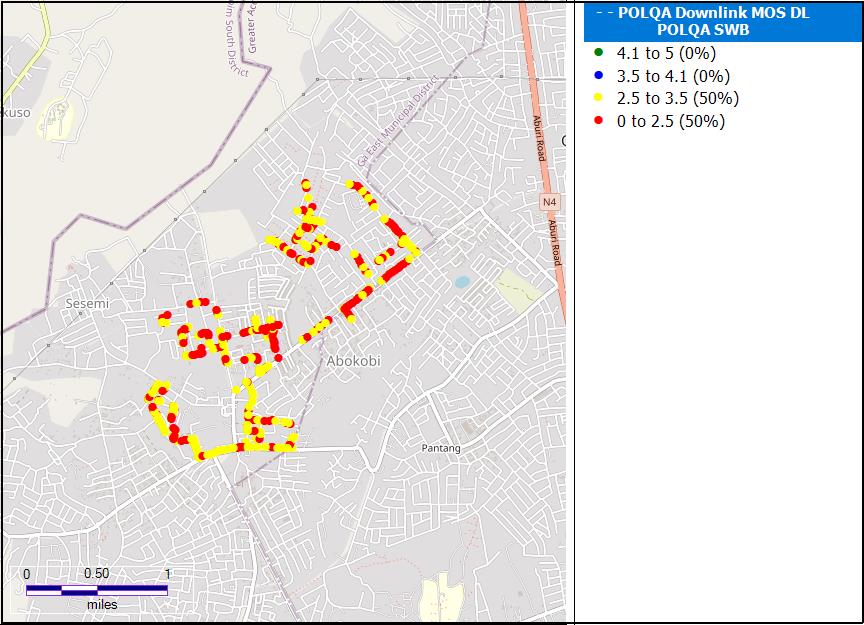 om South District
Greater Ac
kuso
Ga East Municipal District
Aburi Road
N4
Aburi Road
Sesemi
Abokobi
Pantang
0 0.50 1
miles
- - POLQA Downlink MOS DL
POLQA SWB
4.1 to 5 (0%)
3.5 to 4.1 (0%)
2.5 to 3.5 (50%)
0 to 2.5 (50%)